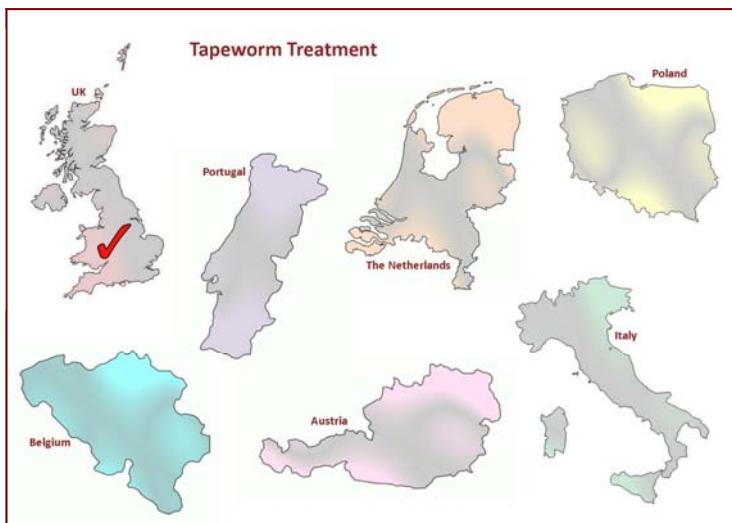 Tapeworm Treatment
UK
Poland
Portugal
The Netherlands
Italy
Austria
Belgium